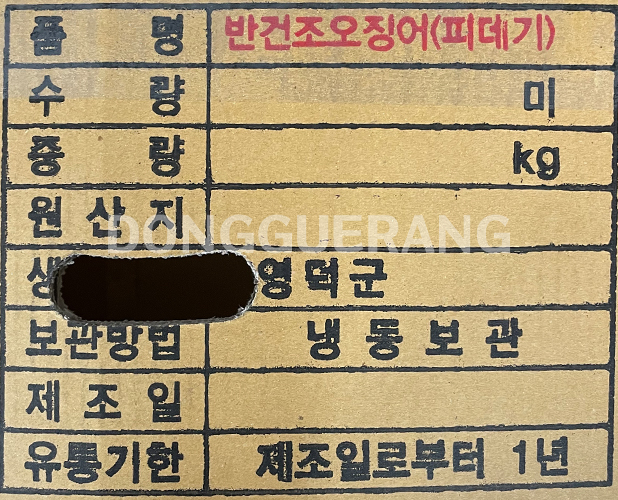 품 명 반건조오징어(피데기)
수 량 미
중 량 kg
원 산 지
DONGGUERANG
생 영덕군
보관방법 냉동보관
제 조 일
유통기한 제조일로부터 1년